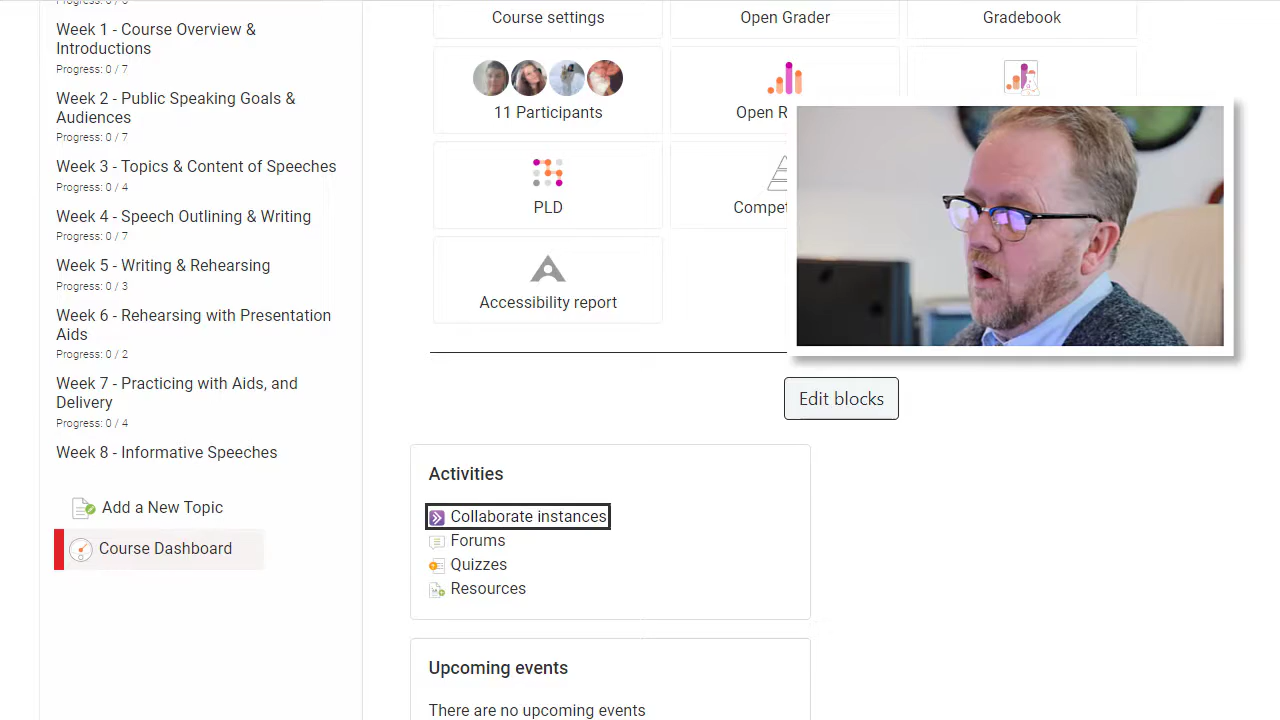 Week 1 - Course Overview &
Introductions
Progress: 0 / 7
Week 2 - Public Speaking Goals &
Audiences
Progress: 0 / 7
Week 3 - Topics & Content of Speeches
Progress: 0 / 4
Week 4 - Speech Outlining & Writing
Progress: 0 / 7
Week 5 - Writing & Rehearsing
Progress: 0 / 3
Week 6 - Rehearsing with Presentation
Aids
Progress: 0 / 2
Week 7 - Practicing with Aids, and
Delivery
Progress: 0 / 4
Week 8 - Informative Speeches
Add a New Topic
Course Dashboard
Course settings
Open Grader
Gradebook
11 Participants
Open R
PLD
Compet
Accessibility report
Edit blocks
Activities
Collaborate instances
Forums
Quizzes
Resources
Upcoming events
There are no upcoming events